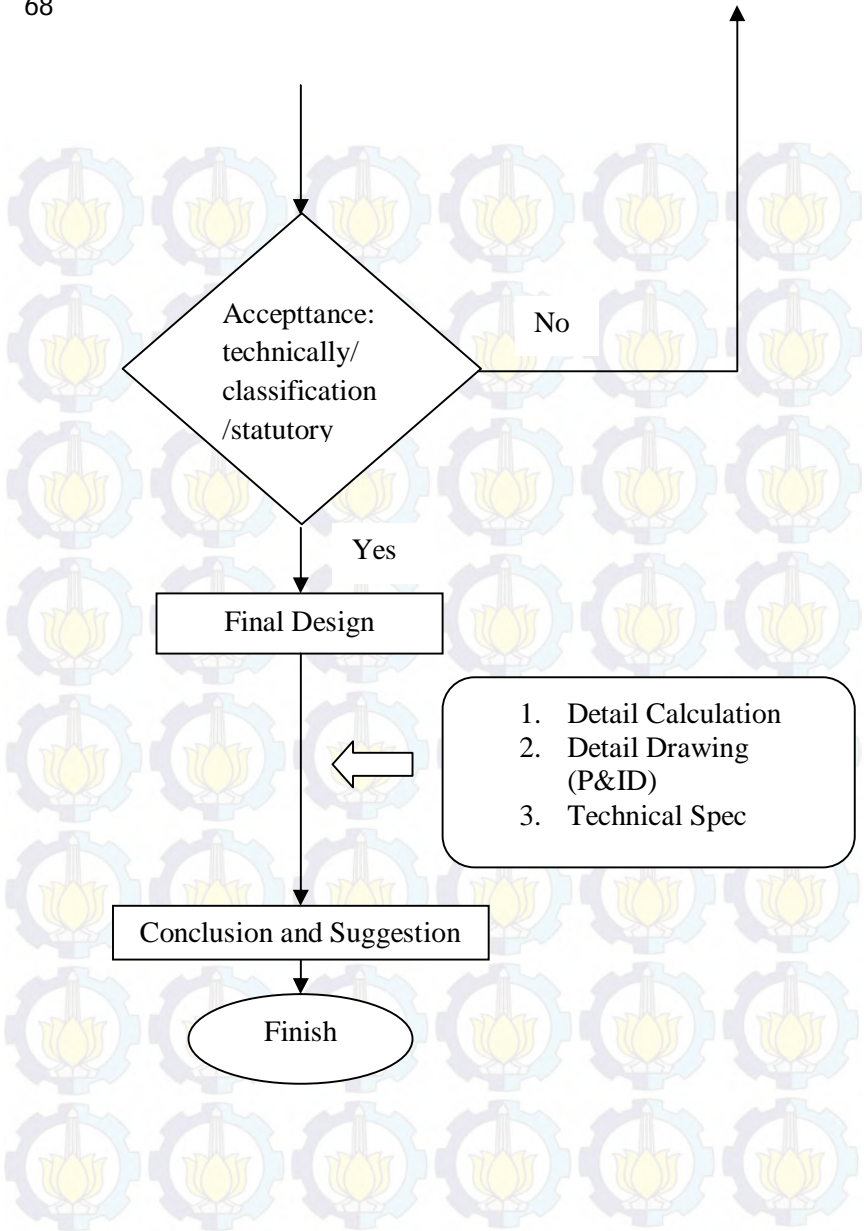 68
Accepttance:
technically/
classification
/statutory
No
Yes
Final Design
1. Detail Calculation
2. Detail Drawing
(P&ID)
3. Technical Spec
Conclusion and Suggestion
Finish